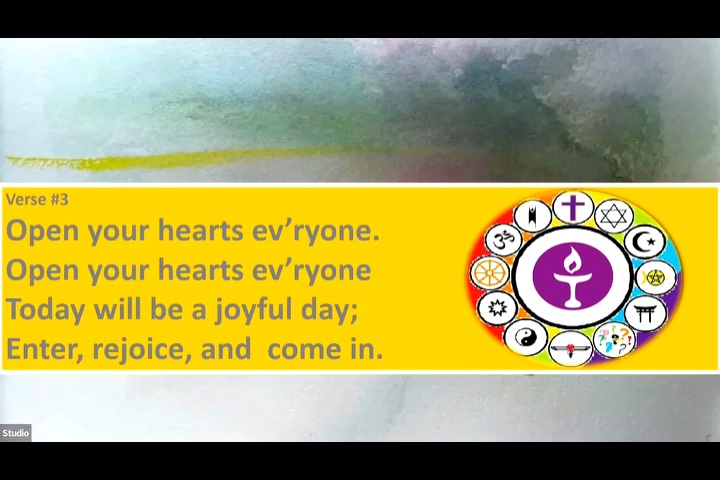 Verse #3
Open your hearts ev’ryone.
Open your hearts ev’ryone
Today will be a joyful day;
Enter, rejoice, and  come in.
Studio